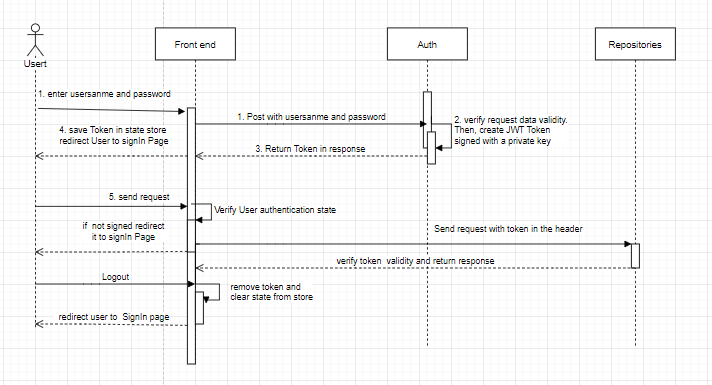 Front end
Auth
Repositories
Usert
1. enter usersanme and password
1. Post with usersanme and password
2. verify request data validity.
Then, create JWT Token
signed with a private key
4. save Token in state store
redirect User to signIn Page
3. Return Token in response
5. send request
Verify User authentication state
if  not signed redirect
it to signIn Page
Send request with token in the header
verify token  validity and return response
Logout
remove token and
clear state from store
redirect user to  SignIn page